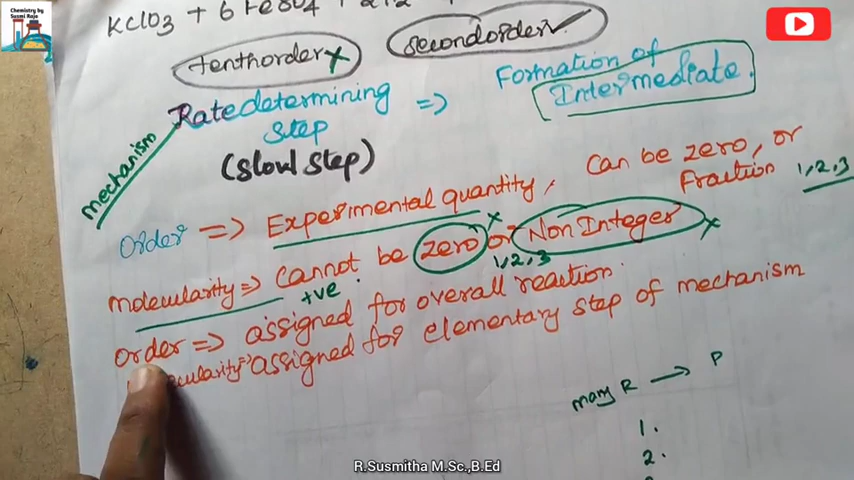 Chemistry by
Susmi Raja
KClO3 + 6 FeSO4 +
tenthorder x
secondorder
Ratedetermining
step
(slow step)
=> Formation of
Intermediate.
mechanism
Order => Experimental quantity, can be zero, or
fraction 1,2,3
molecularity => cannot be zero x or Non Integer x
+ve 1,2,3
Order => assigned for overall reaction.
assigned for elementary step of mechanism
many R → P
1.
2.
R.Susmitha M.Sc.,B.Ed